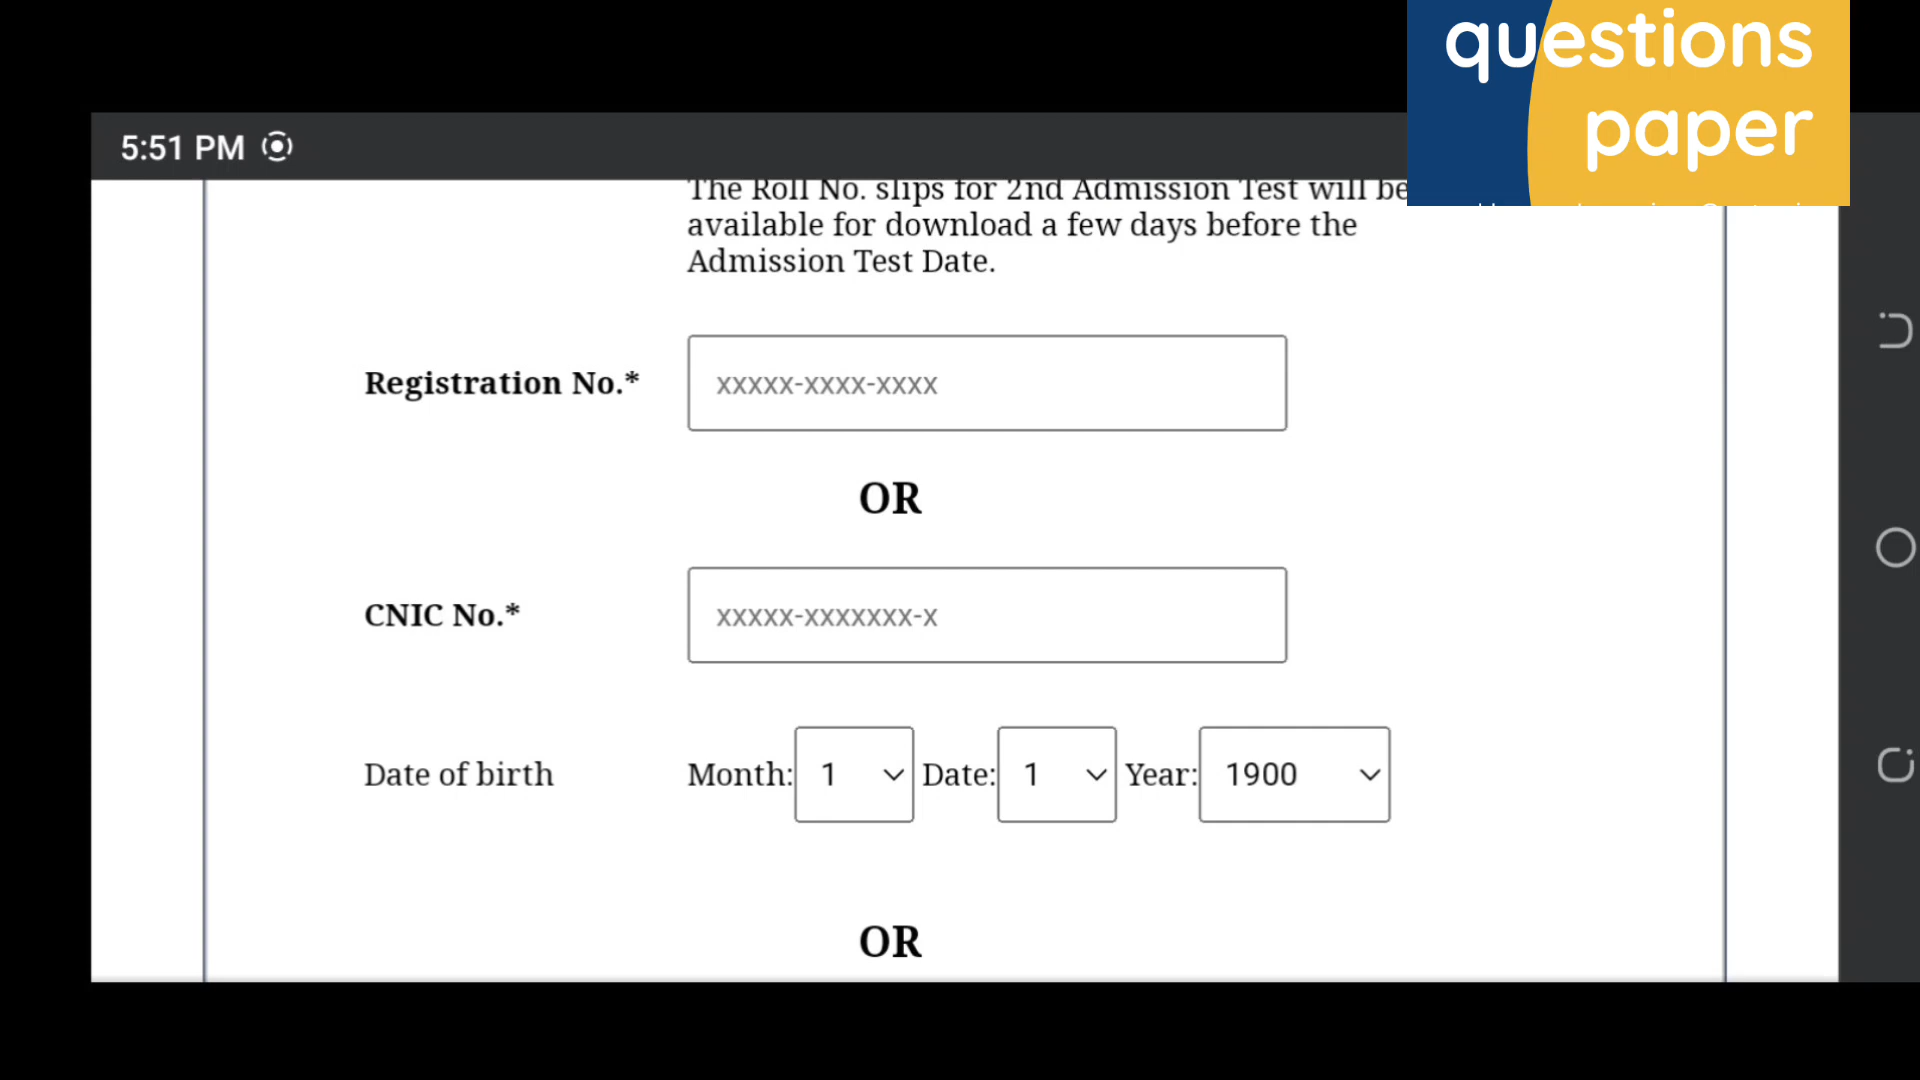 questions
paper
5:51 PM
The Roll No. slips for 2nd Admission Test will be
available for download a few days before the
Admission Test Date.
Registration No.* xxxxx-xxxx-xxxx
OR
CNIC No.* xxxxx-xxxxxxx-x
Date of birth Month: 1 Date: 1 Year: 1900
OR